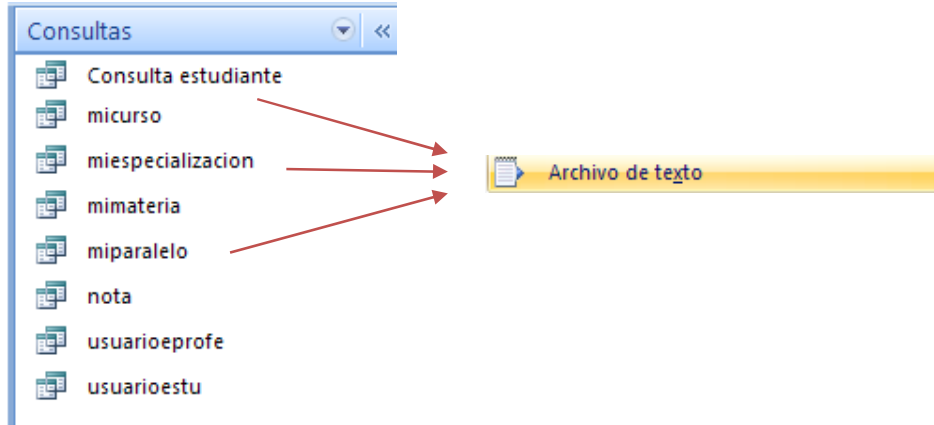 Consultas
Consulta estudiante
micurso
miespecializacion
mimateria
miparalelo
nota
usuarioeprofe
usuarioestu
Archivo de texto